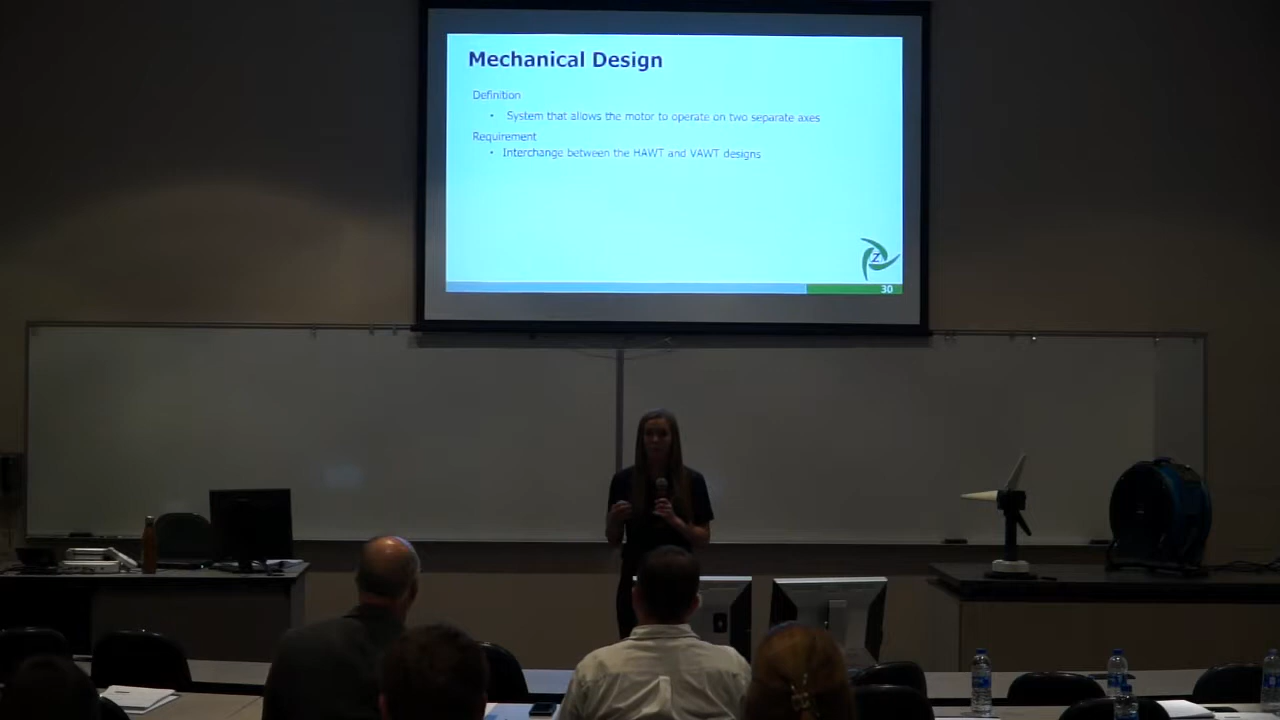 Mechanical Design
Definition
• System that allows the motor to operate on two separate axes
Requirement
• Interchange between the HAWT and VAWT designs
Z
30